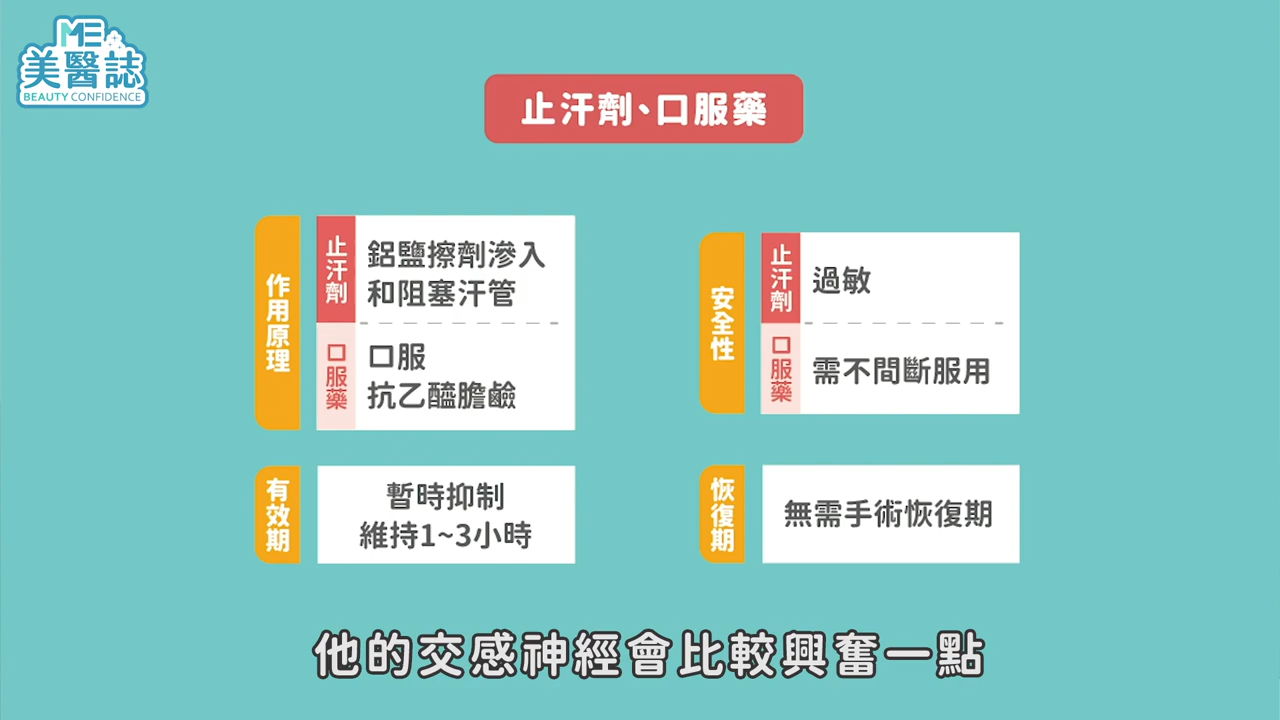 ME
美醫誌
BEAUTY CONFIDENCE
止汗劑、口服藥
作用原理
止汗劑
鋁鹽擦劑滲入
和阻塞汗管
口服藥
口服
抗乙醯膽鹼
安全性
止汗劑
過敏
口服藥
需不間斷服用
有效期
暫時抑制
維持1~3小時
恢復期
無需手術恢復期
他的交感神經會比較興奮一點